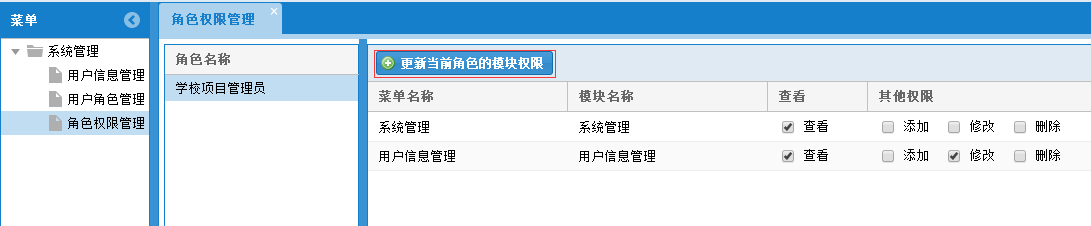 菜单
角色权限管理
系统管理
用户信息管理
用户角色管理
角色权限管理
角色名称
学校项目管理员
更新当前角色的模块权限
菜单名称 模块名称 查看 其他权限
系统管理 系统管理 查看 添加 修改 删除
用户信息管理 用户信息管理 查看 添加 修改 删除